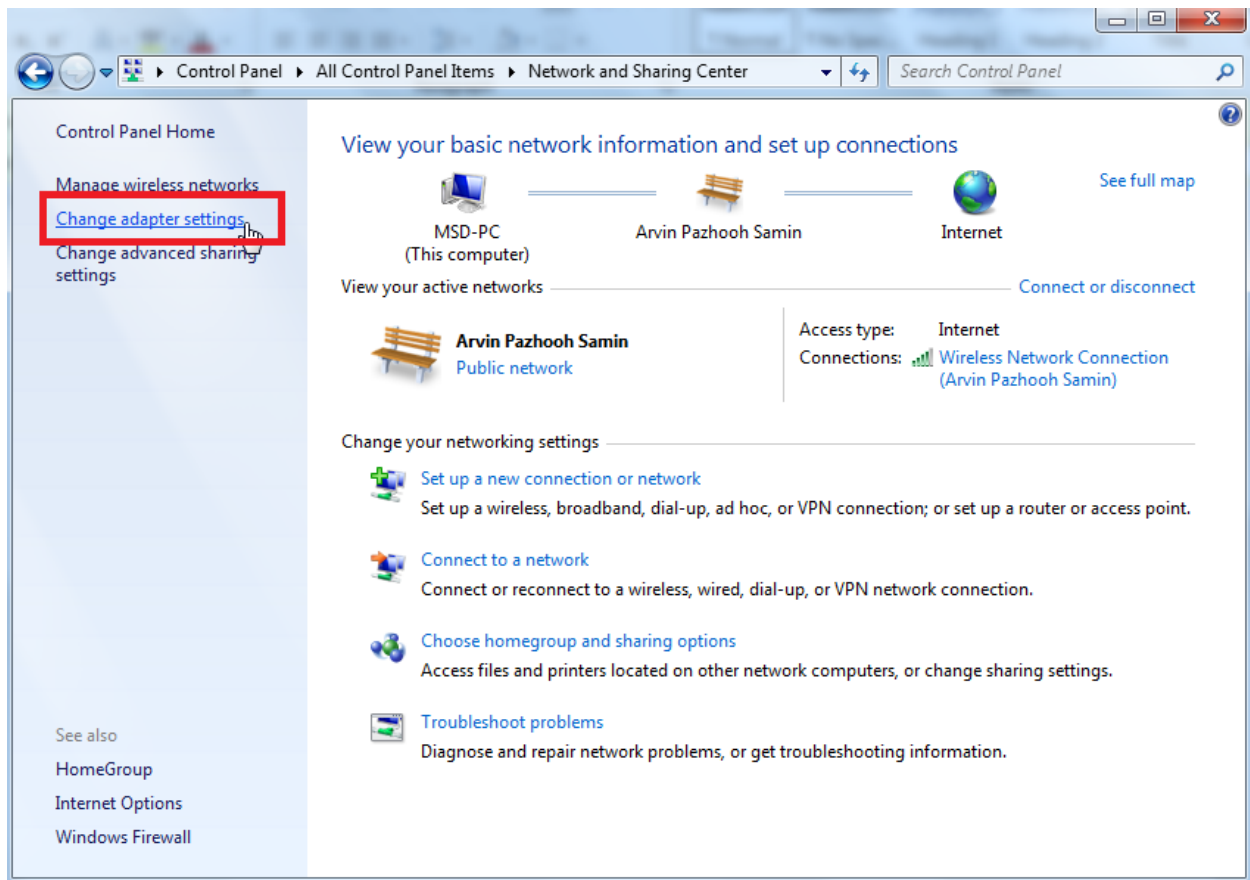 Control Panel All Control Panel Items Network and Sharing Center Search Control Panel
Control Panel Home
Manage wireless networks
Change adapter settings
Change advanced sharing
settings
See also
HomeGroup
Internet Options
Windows Firewall
View your basic network information and set up connections
See full map
MSD-PC
(This computer)
Arvin Pazhooh Samin
Internet
View your active networks
Connect or disconnect
Arvin Pazhooh Samin
Public network
Access type: Internet
Connections: Wireless Network Connection
(Arvin Pazhooh Samin)
Change your networking settings
Set up a new connection or network
Set up a wireless, broadband, dial-up, ad hoc, or VPN connection; or set up a router or access point.
Connect to a network
Connect or reconnect to a wireless, wired, dial-up, or VPN network connection.
Choose homegroup and sharing options
Access files and printers located on other network computers, or change sharing settings.
Troubleshoot problems
Diagnose and repair network problems, or get troubleshooting information.